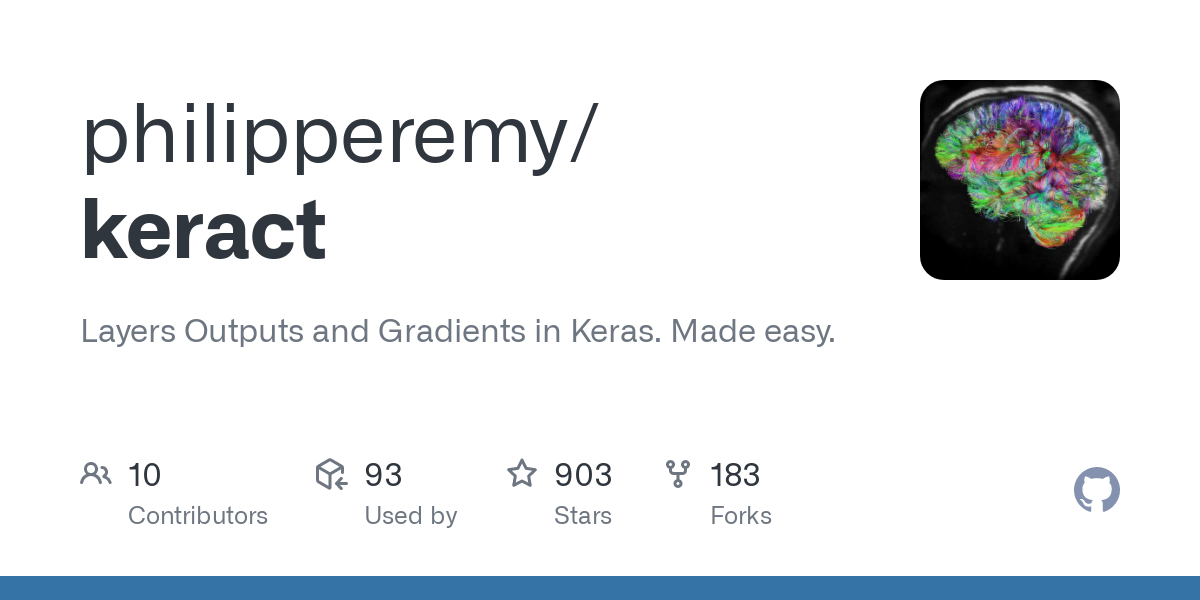 philipperemy/
keract
Layers Outputs and Gradients in Keras. Made easy.
10 93 903 183
Contributors Used by Stars Forks